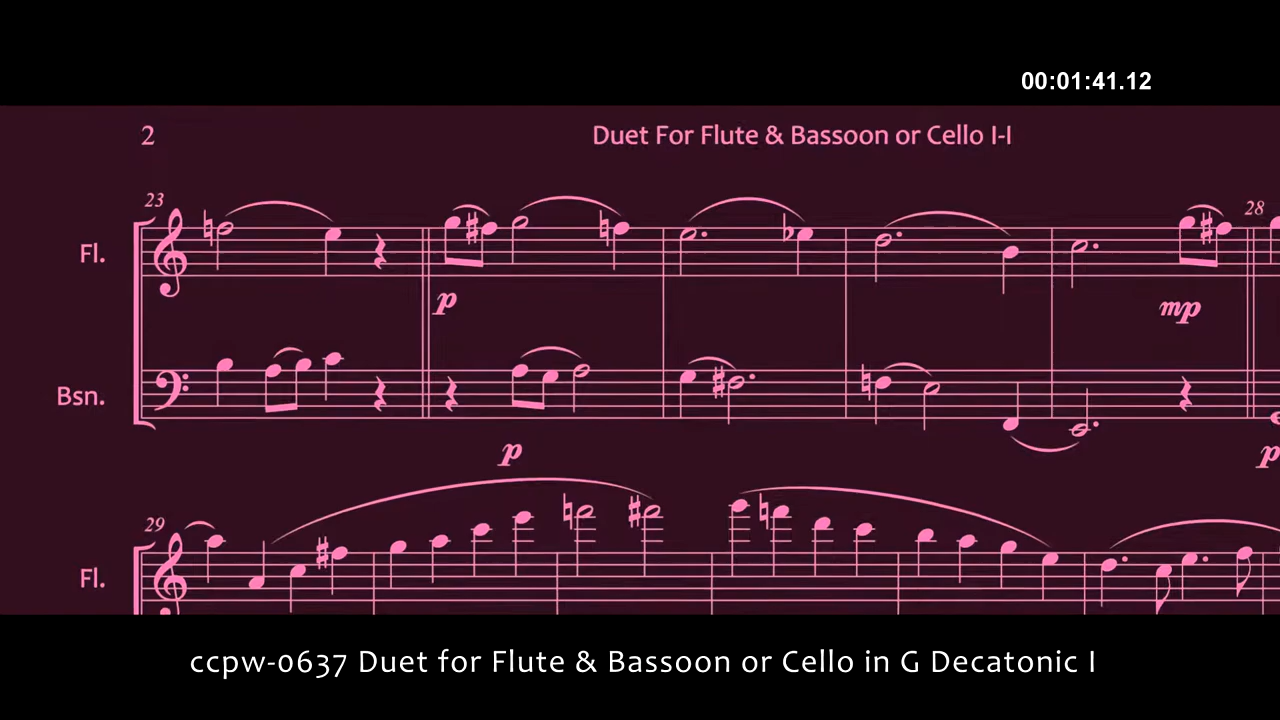 00:01:41.12
2 Duet For Flute & Bassoon or Cello I-I
23 28
Fl.
p mp
Bsn.
p p
29
Fl.
ccpw-0637 Duet for Flute & Bassoon or Cello in G Decatonic I